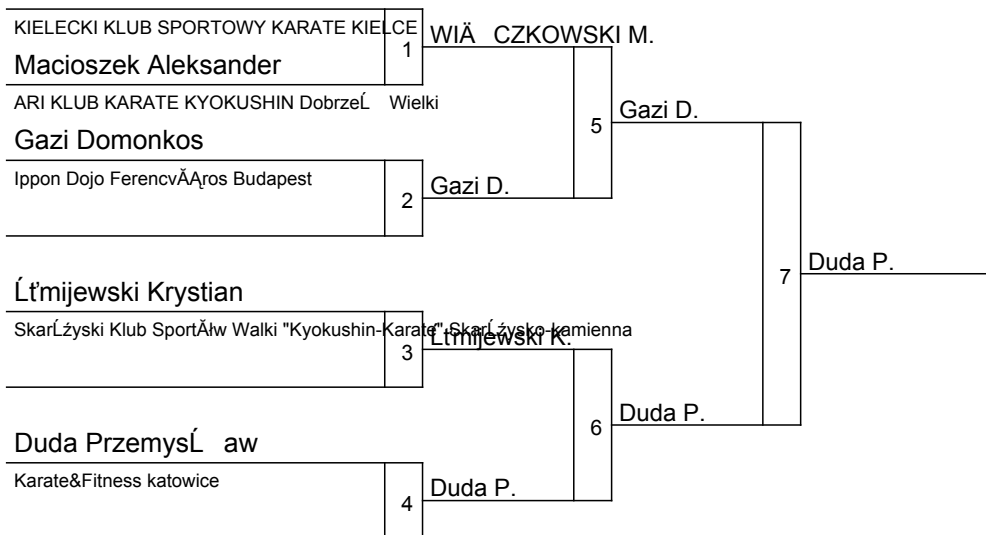 KIELECKI KLUB SPORTOWY KARATE KIELCE
1
WIÄ CZKOWSKI M.
Macioszek Aleksander
ARI KLUB KARATE KYOKUSHIN DobrzeĹ Wielki
5
Gazi D.
Gazi Domonkos
Ippon Dojo FerencvĂĄros Budapest
2
Gazi D.
7
Duda P.
Ĺťmijewski Krystian
SkarĹźyski Klub SportĂłw Walki "Kyokushin-Karate" SkarĹźysko-kamienna
3
Ĺťmijewski K.
6
Duda P.
Duda PrzemysĹ aw
Karate&Fitness katowice
4
Duda P.